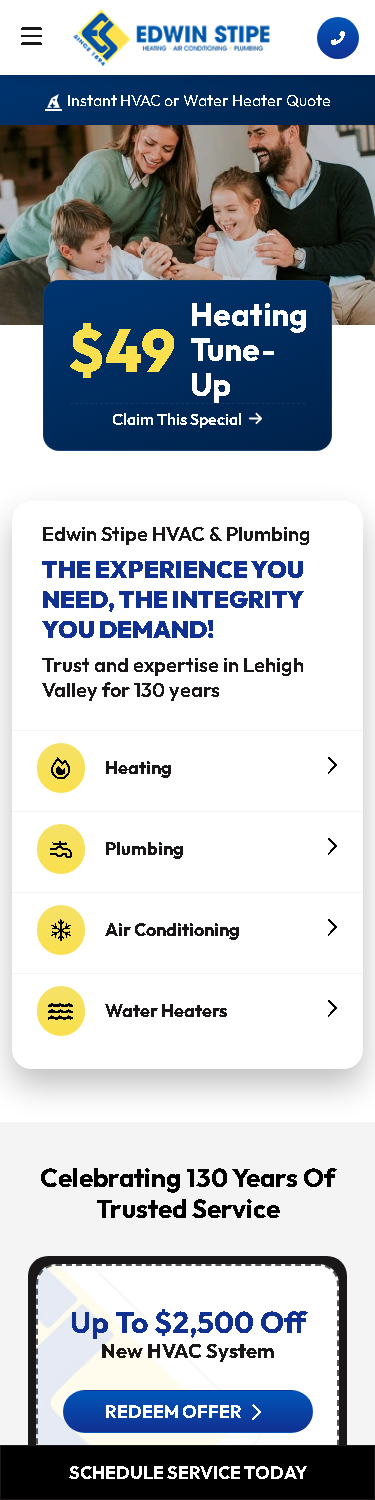 SINCE 1894
EDWIN STIPE
HEATING · AIR CONDITIONING · PLUMBING
Instant HVAC or Water Heater Quote
$49
Heating
Tune-
Up
Claim This Special
Edwin Stipe HVAC & Plumbing
THE EXPERIENCE YOU
NEED, THE INTEGRITY
YOU DEMAND!
Trust and expertise in Lehigh
Valley for 130 years
Heating
Plumbing
Air Conditioning
Water Heaters
Celebrating 130 Years Of
Trusted Service
Up To $2,500 Off
New HVAC System
REDEEM OFFER
SCHEDULE SERVICE TODAY